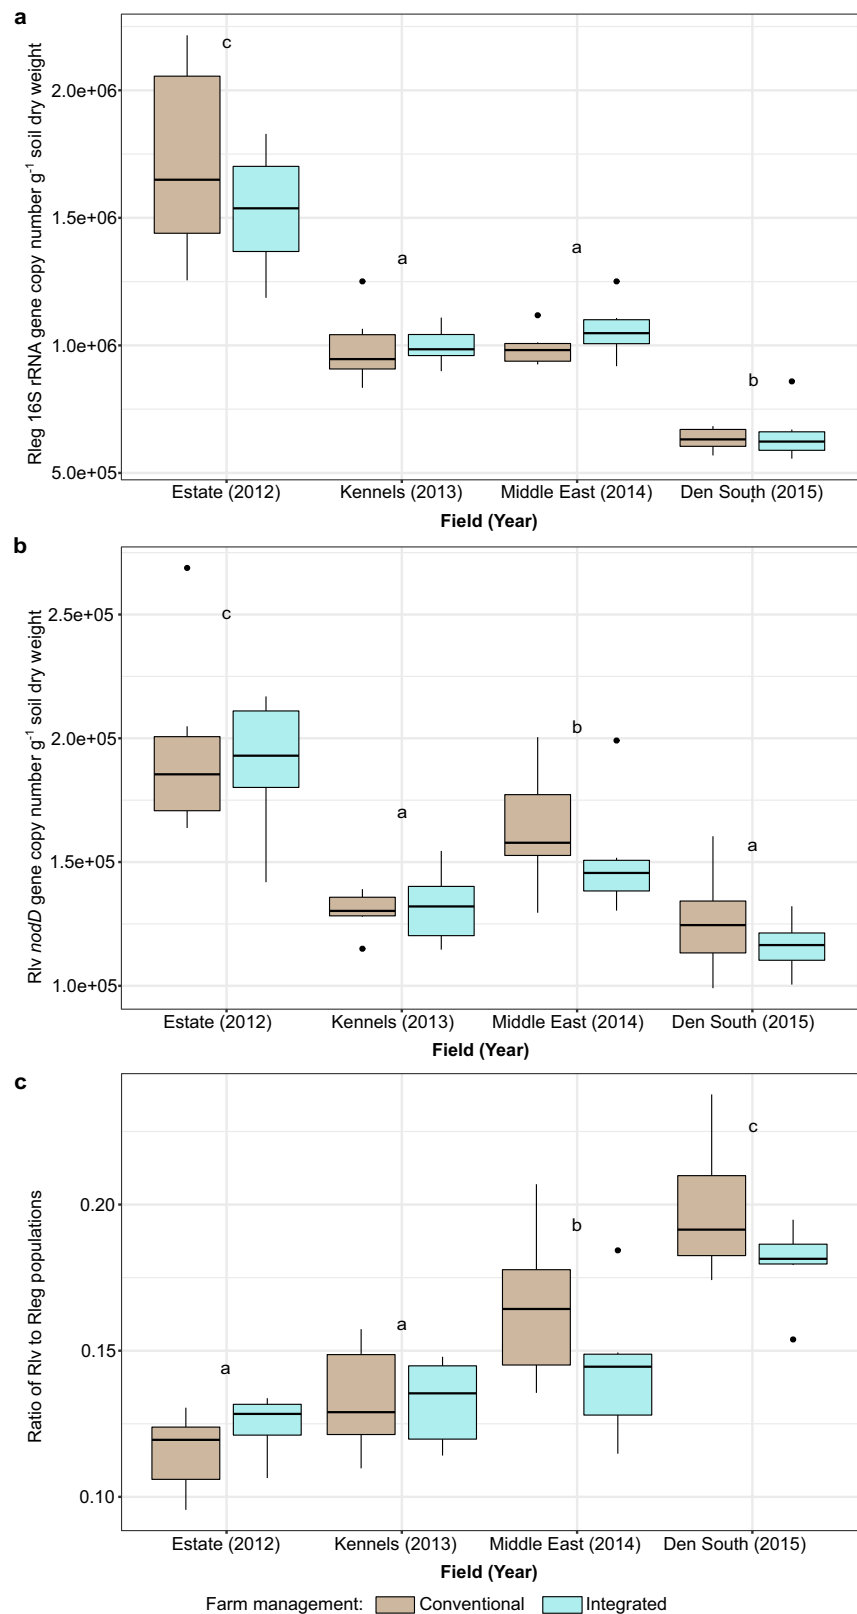 a
Rleg 16S rRNA gene copy number g⁻¹ soil dry weight
c
2.0e+06
1.5e+06
a
a
1.0e+06
b
5.0e+05
Estate (2012) Kennels (2013) Middle East (2014) Den South (2015)
Field (Year)
b
Rlv nodD gene copy number g⁻¹ soil dry weight
2.5e+05
c
2.0e+05
b
a
a
1.5e+05
1.0e+05
Estate (2012) Kennels (2013) Middle East (2014) Den South (2015)
Field (Year)
c
Ratio of Rlv to Rleg populations
c
0.20
b
a
0.15
a
0.10
Estate (2012) Kennels (2013) Middle East (2014) Den South (2015)
Field (Year)
Farm management: Conventional Integrated